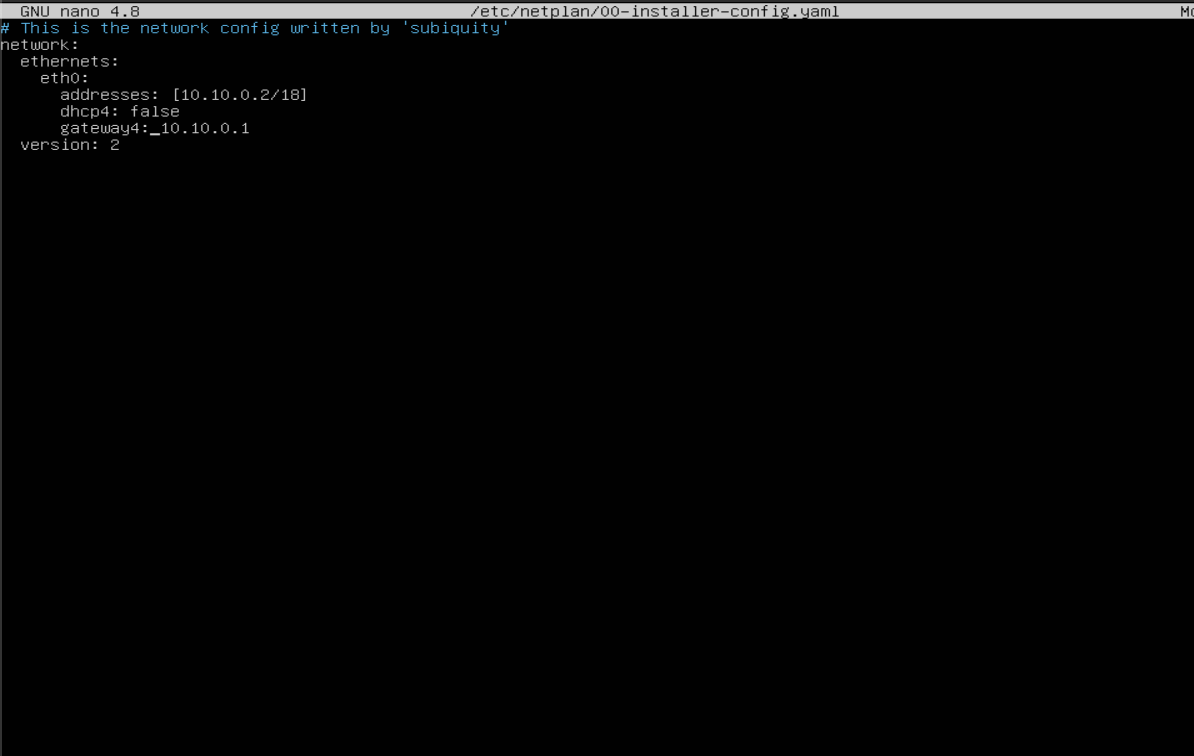 GNU nano 4.8 /etc/netplan/00-installer-config.yaml
# This is the network config written by 'subiquity'
network:
  ethernets:
    eth0:
      addresses: [10.10.0.2/18]
      dhcp4: false
      gateway4: 10.10.0.1
  version: 2